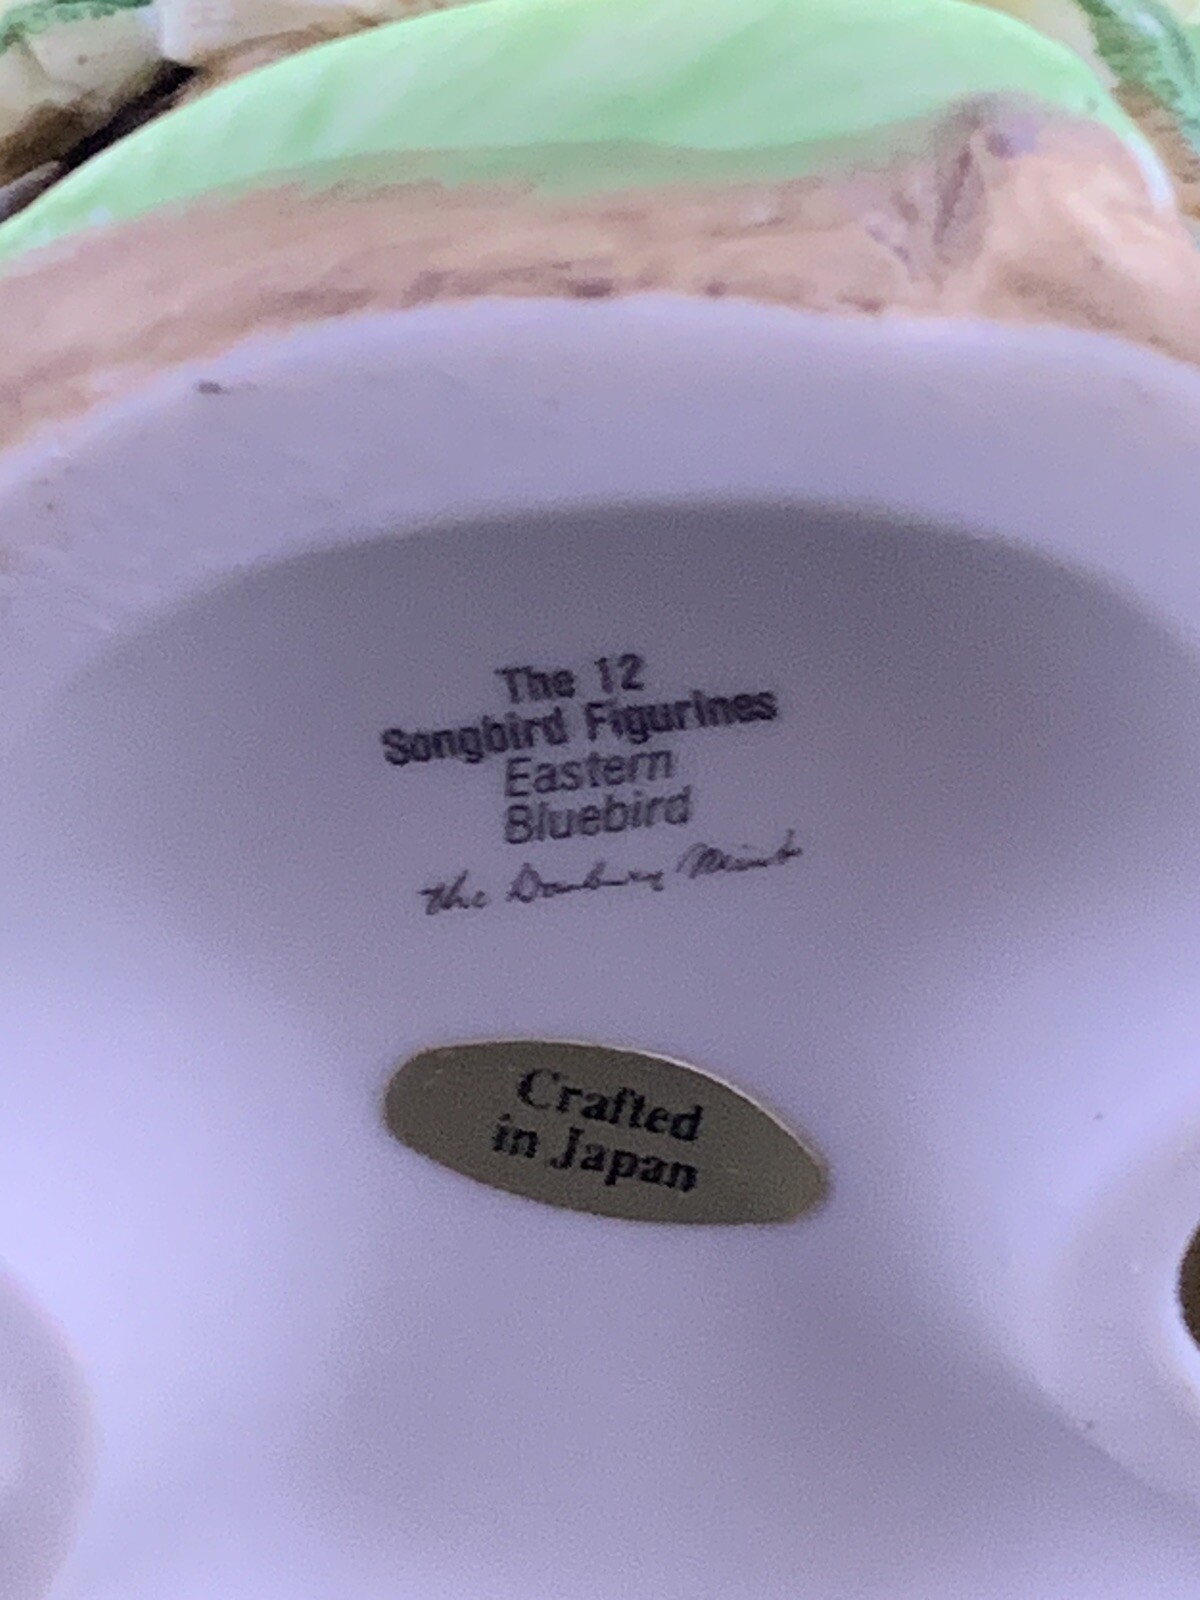 The 12
Songbird Figurines
Eastern
Bluebird
the Danbury Mint
Crafted
in Japan